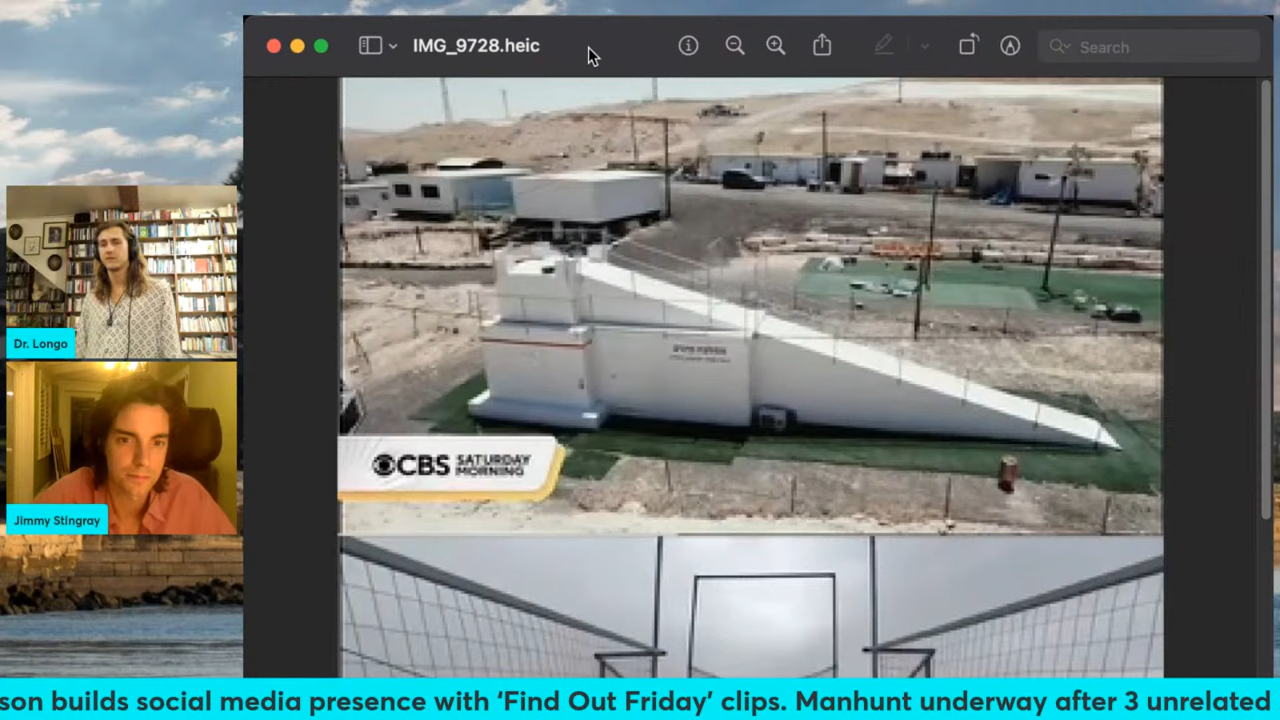 IMG_9728.heic
Search
Dr. Longo
Jimmy Stingray
CBS SATURDAY
MORNING
son builds social media presence with ‘Find Out Friday’ clips. Manhunt underway after 3 unrelated